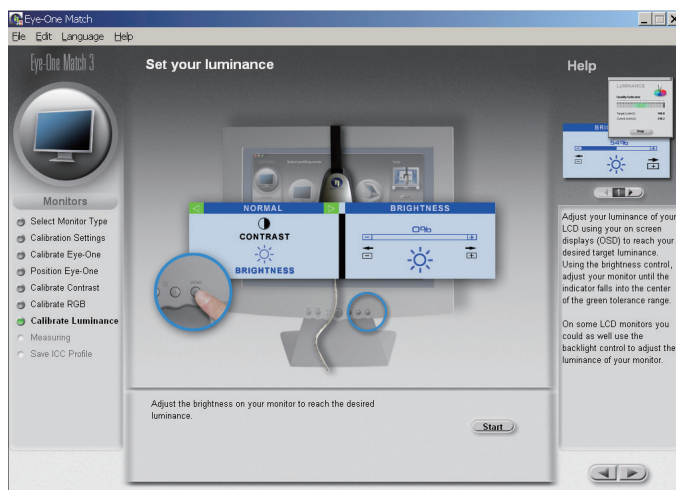 Eye-One Match
File Edit Language Help
Eye-One Match 3
Set your luminance
Help
Monitors
Select Monitor Type
Calibration Settings
Calibrate Eye-One
Position Eye-One
Calibrate Contrast
Calibrate RGB
Calibrate Luminance
Measuring
Save ICC Profile
NORMAL
CONTRAST
BRIGHTNESS
BRIGHTNESS
0%
LUMINANCE
Stop
BRI
54%
1
Adjust your luminance of your
LCD using your on screen
displays (OSD) to reach your
desired target luminance.
Using the brightness control,
adjust your monitor until the
indicator falls into the center
of the green tolerance range.
On some LCD monitors you
could as well use the
backlight control to adjust the
luminance of your monitor.
Adjust the brightness on your monitor to reach the desired
luminance.
Start